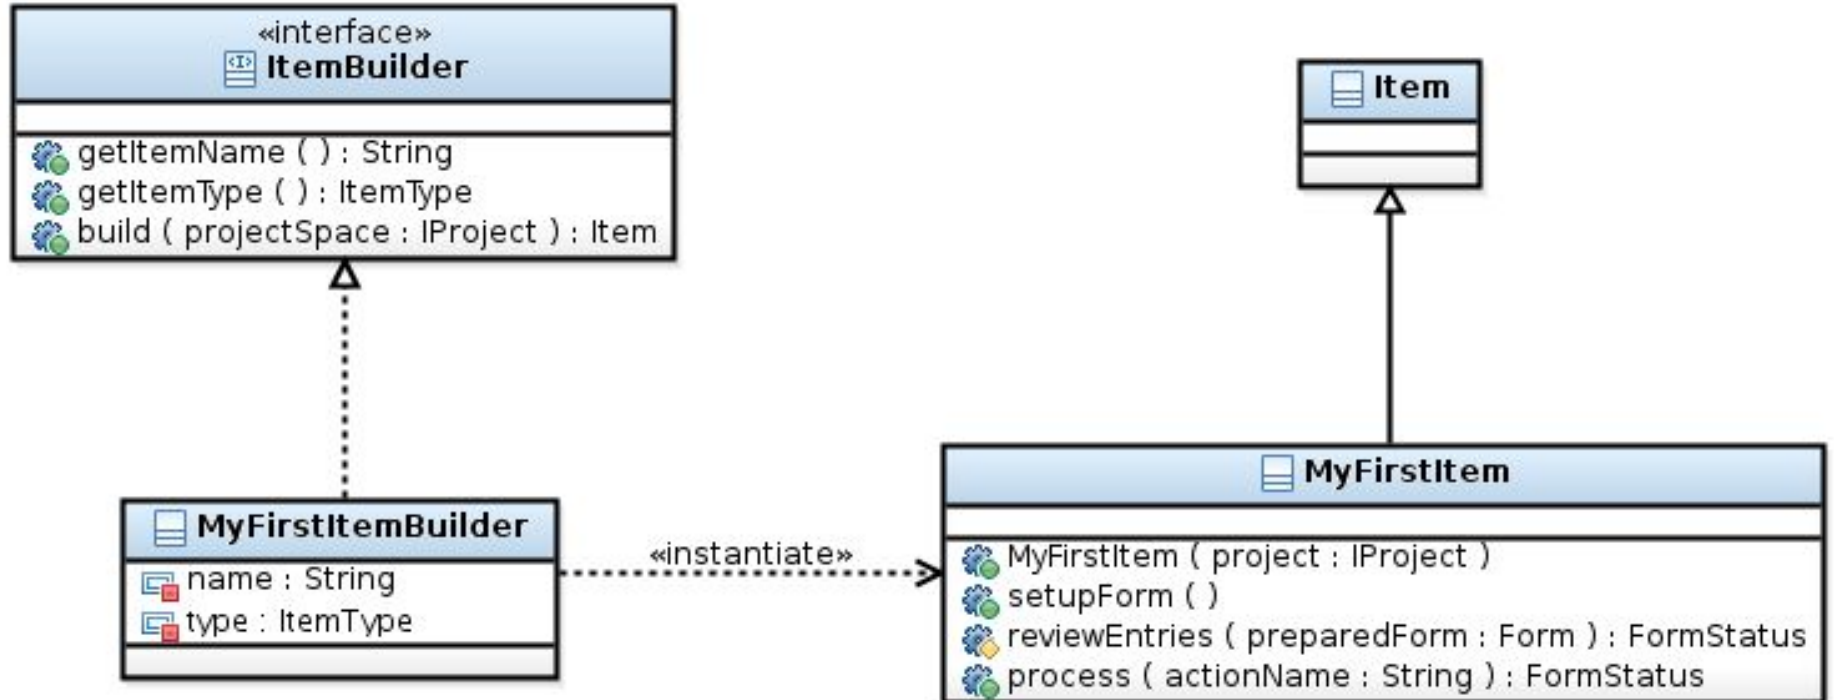 «interface»
ItemBuilder
getItemName ( ) : String
getItemType ( ) : ItemType
build ( projectSpace : IProject ) : Item
Item
MyFirstItemBuilder
name : String
type : ItemType
«instantiate»
MyFirstItem
MyFirstItem ( project : IProject )
setupForm ( )
reviewEntries ( preparedForm : Form ) : FormStatus
process ( actionName : String ) : FormStatus